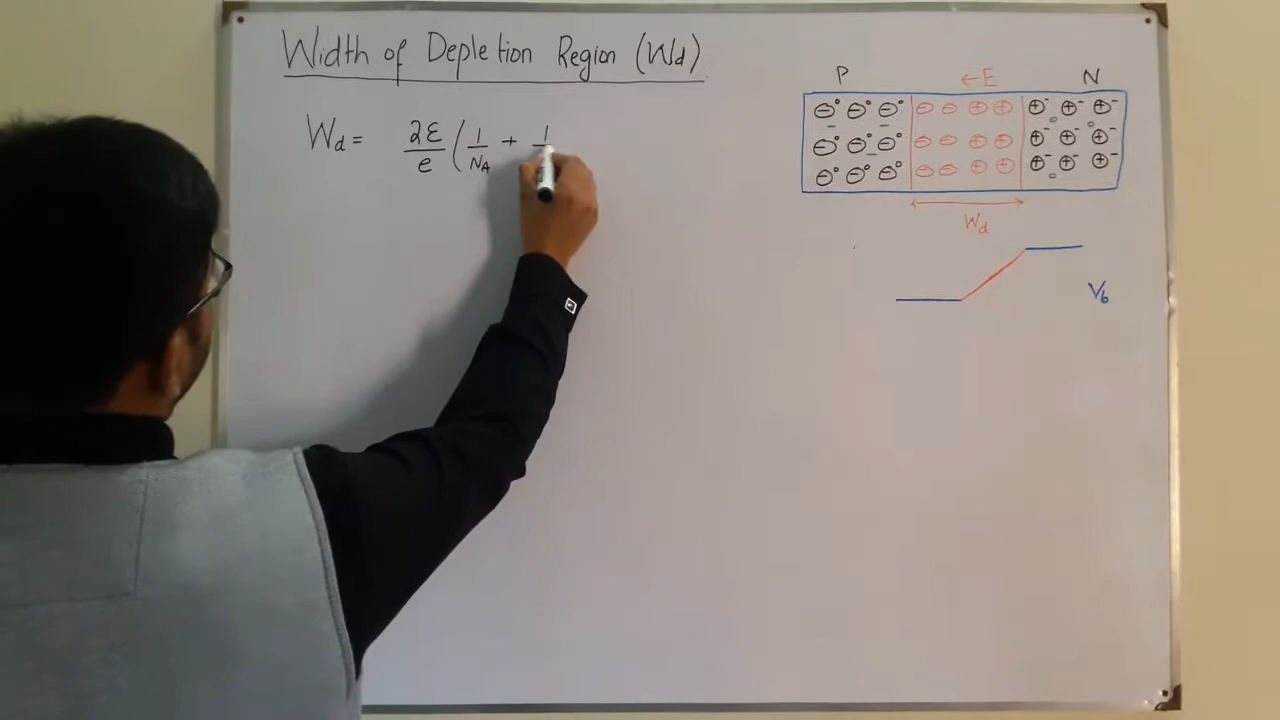 Width of Depletion Region (Wd)
Wd = 2ε/e (1/NA + 1/
P ←E N
Wd
Vb